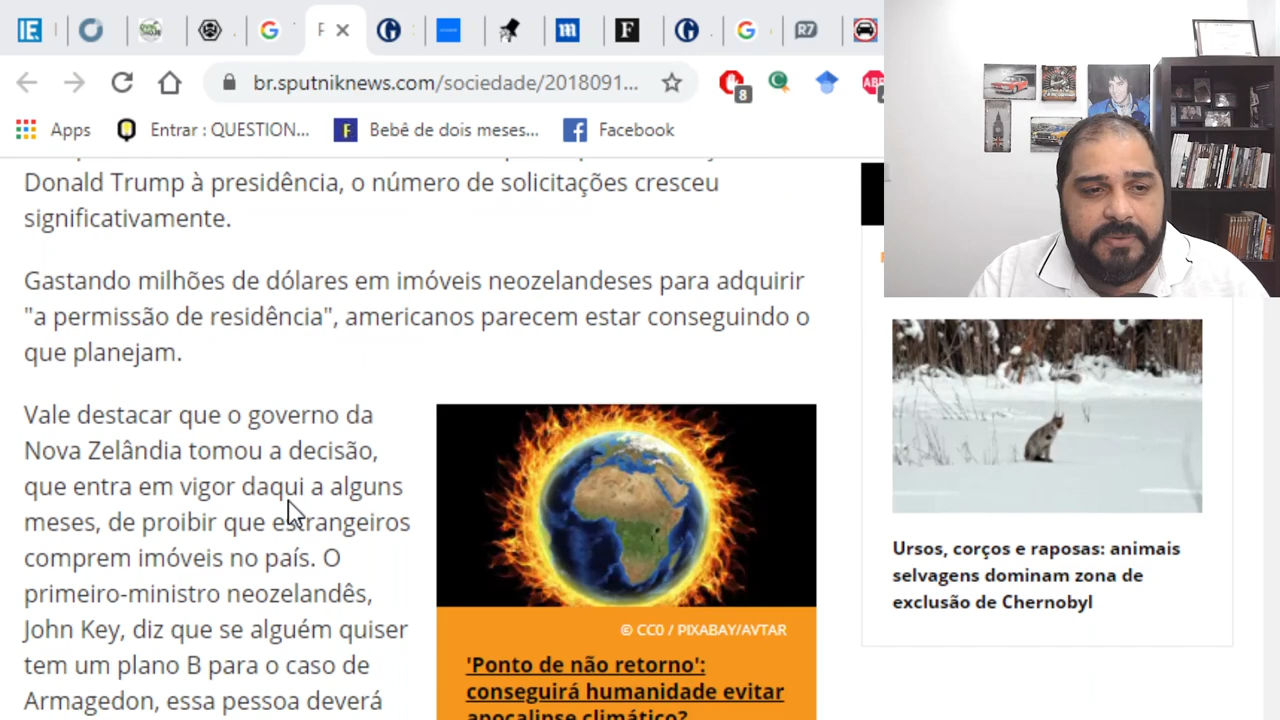 8
br.sputniknews.com/sociedade/2018091...
Apps
Entrar : QUESTION...
Bebê de dois meses...
Facebook
Donald Trump à presidência, o número de solicitações cresceu
significativamente.
Gastando milhões de dólares em imóveis neozelandeses para adquirir
"a permissão de residência", americanos parecem estar conseguindo o
que planejam.
Vale destacar que o governo da
Nova Zelândia tomou a decisão,
que entra em vigor daqui a alguns
meses, de proibir que estrangeiros
comprem imóveis no país. O
primeiro-ministro neozelandês,
John Key, diz que se alguém quiser
tem um plano B para o caso de
Armagedon, essa pessoa deverá
© CC0 / PIXABAY/AVTAR
'Ponto de não retorno':
conseguirá humanidade evitar
apocalipse climático?
Ursos, corços e raposas: animais
selvagens dominam zona de
exclusão de Chernobyl